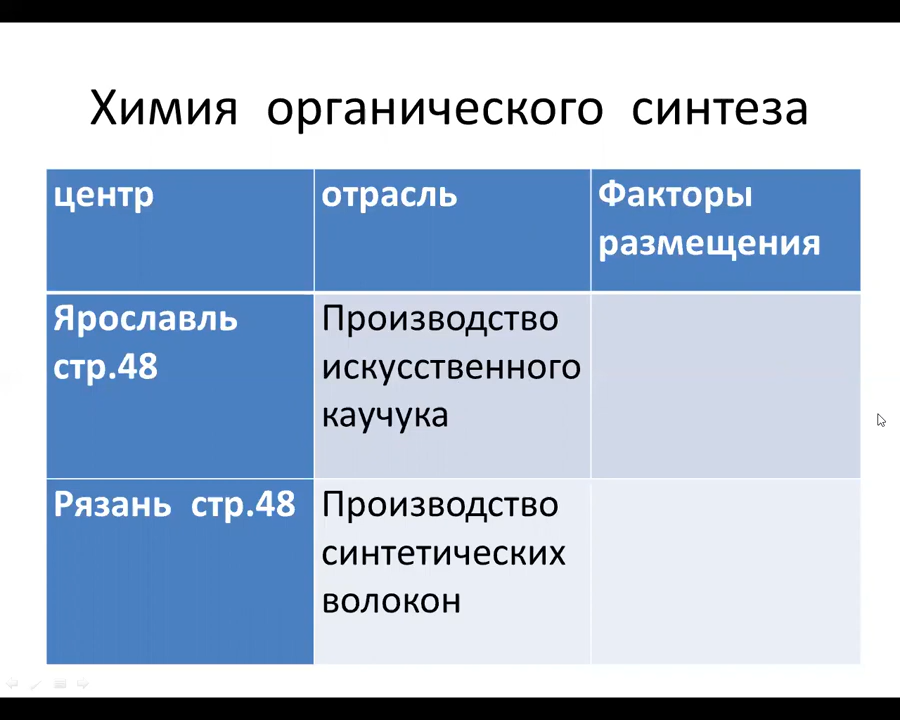 Химия органического синтеза
центр
отрасль
Факторы
размещения
Ярославль
стр.48
Производство
искусственного
каучука
Рязань стр.48
Производство
синтетических
волокон